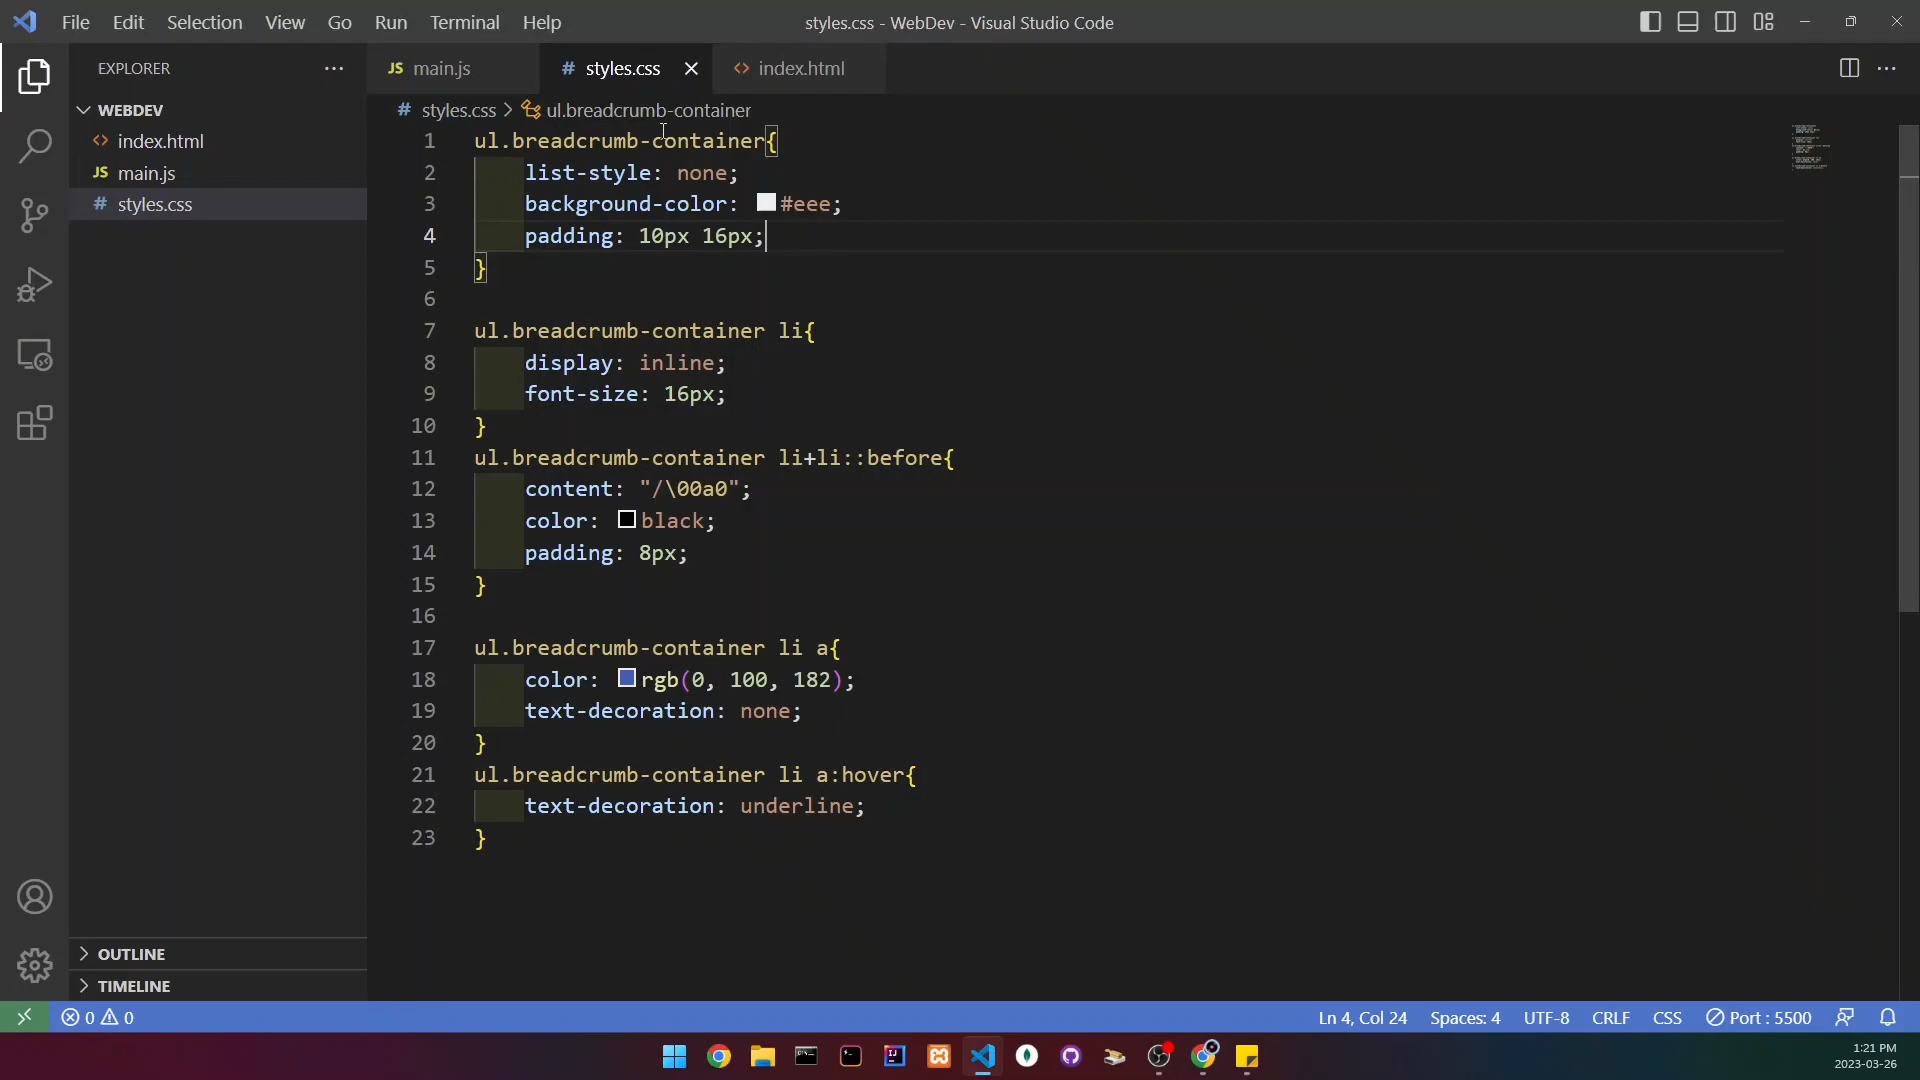 File Edit Selection View Go Run Terminal Help
styles.css - WebDev - Visual Studio Code
EXPLORER
WEBDEV
index.html
JS main.js
# styles.css
OUTLINE
TIMELINE
JS main.js
# styles.css
index.html
# styles.css > ul.breadcrumb-container
1 ul.breadcrumb-container{
2 list-style: none;
3 background-color: #eee;
4 padding: 10px 16px;
5 }
6
7 ul.breadcrumb-container li{
8 display: inline;
9 font-size: 16px;
10 }
11 ul.breadcrumb-container li+li::before{
12 content: "/\00a0";
13 color: black;
14 padding: 8px;
15 }
16
17 ul.breadcrumb-container li a{
18 color: rgb(0, 100, 182);
19 text-decoration: none;
20 }
21 ul.breadcrumb-container li a:hover{
22 text-decoration: underline;
23 }
0 0
Ln 4, Col 24 Spaces: 4 UTF-8 CRLF CSS Port : 5500
1:21 PM
2023-03-26